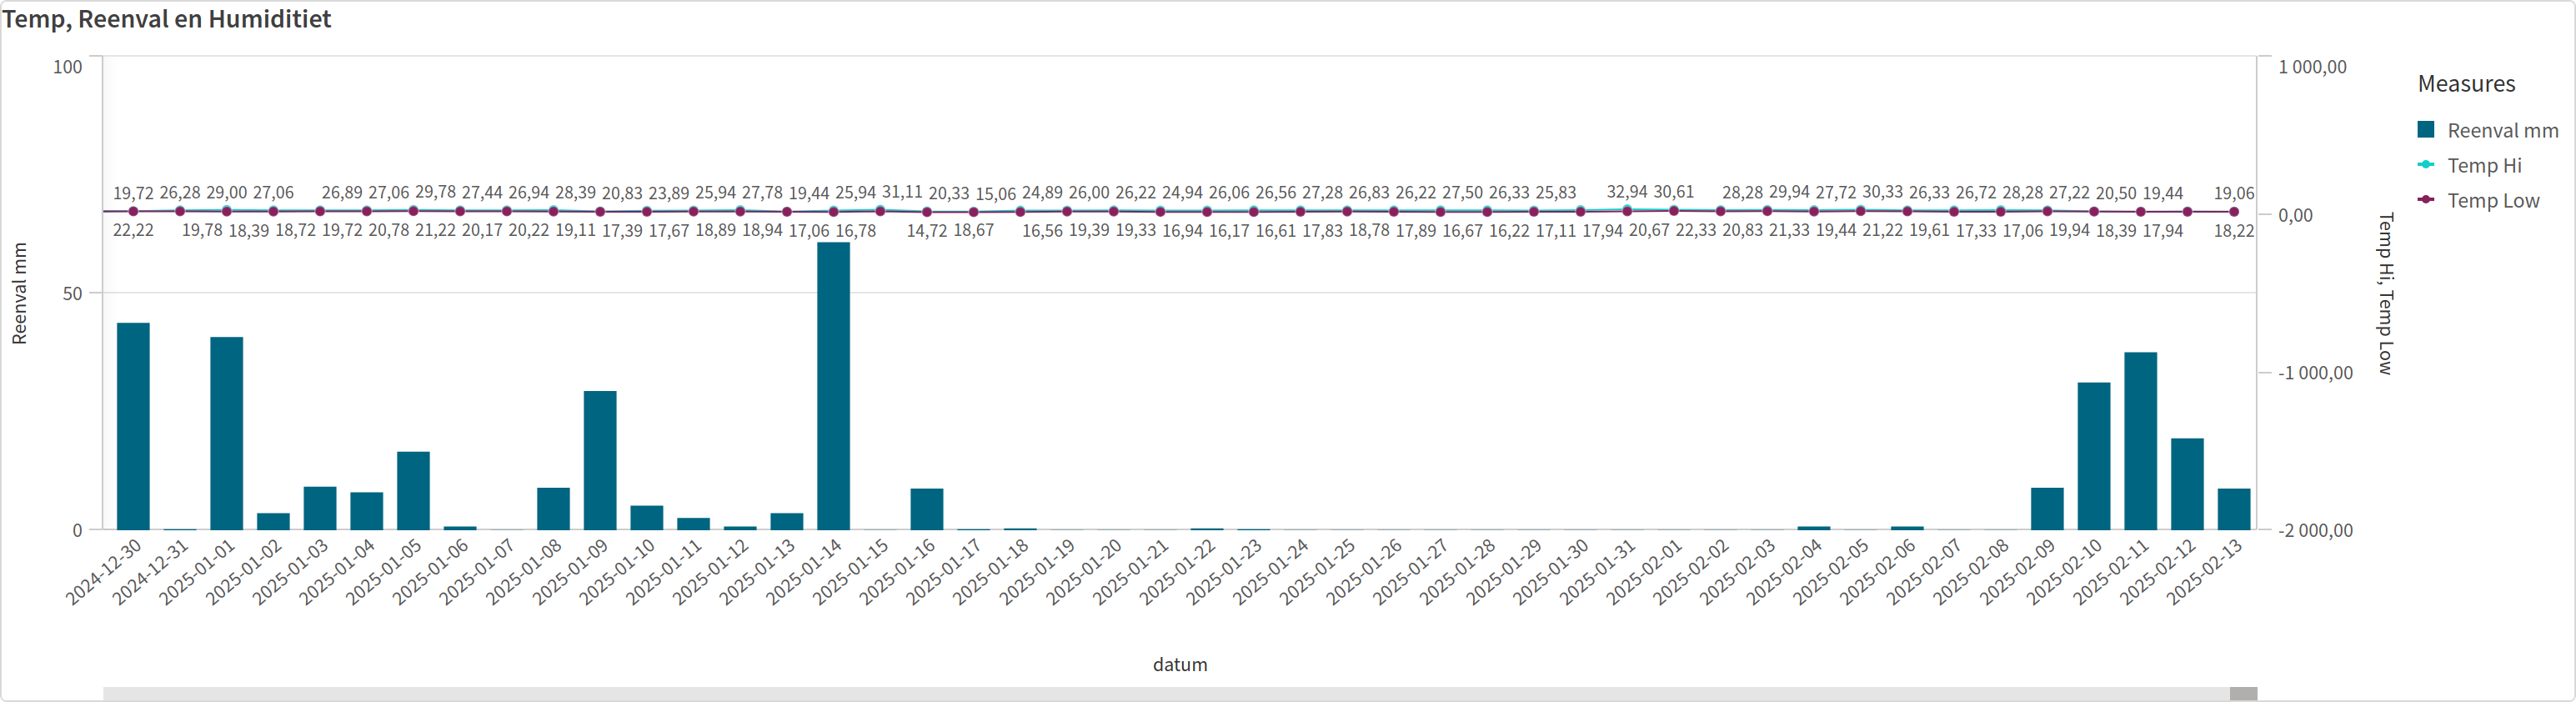 Temp, Reenval en Humiditiet
100
50
0
Reenval mm
19,72 26,28 29,00 27,06 26,89 27,06 29,78 27,44 26,94 28,39 20,83 23,89 25,94 27,78 19,44 25,94 31,11 20,33 15,06 24,89 26,00 26,22 24,94 26,06 26,56 27,28 26,83 26,22 27,50 26,33 25,83 32,94 30,61 28,28 29,94 27,72 30,33 26,33 26,72 28,28 27,22 20,50 19,44 19,06
22,22 19,78 18,39 18,72 19,72 20,78 21,22 20,17 20,22 19,11 17,39 17,67 18,89 18,94 17,06 16,78 14,72 18,67 16,56 19,39 19,33 16,94 16,17 16,61 17,83 18,78 17,89 16,67 16,22 17,11 17,94 20,67 22,33 20,83 21,33 19,44 21,22 19,61 17,33 17,06 19,94 18,39 17,94 18,22
1 000,00
0,00
-1 000,00
-2 000,00
Temp Hi, Temp Low
2024-12-30 2024-12-31 2025-01-01 2025-01-02 2025-01-03 2025-01-04 2025-01-05 2025-01-06 2025-01-07 2025-01-08 2025-01-09 2025-01-10 2025-01-11 2025-01-12 2025-01-13 2025-01-14 2025-01-15 2025-01-16 2025-01-17 2025-01-18 2025-01-19 2025-01-20 2025-01-21 2025-01-22 2025-01-23 2025-01-24 2025-01-25 2025-01-26 2025-01-27 2025-01-28 2025-01-29 2025-01-30 2025-01-31 2025-02-01 2025-02-02 2025-02-03 2025-02-04 2025-02-05 2025-02-06 2025-02-07 2025-02-08 2025-02-09 2025-02-10 2025-02-11 2025-02-12 2025-02-13
datum
Measures
Reenval mm
Temp Hi
Temp Low